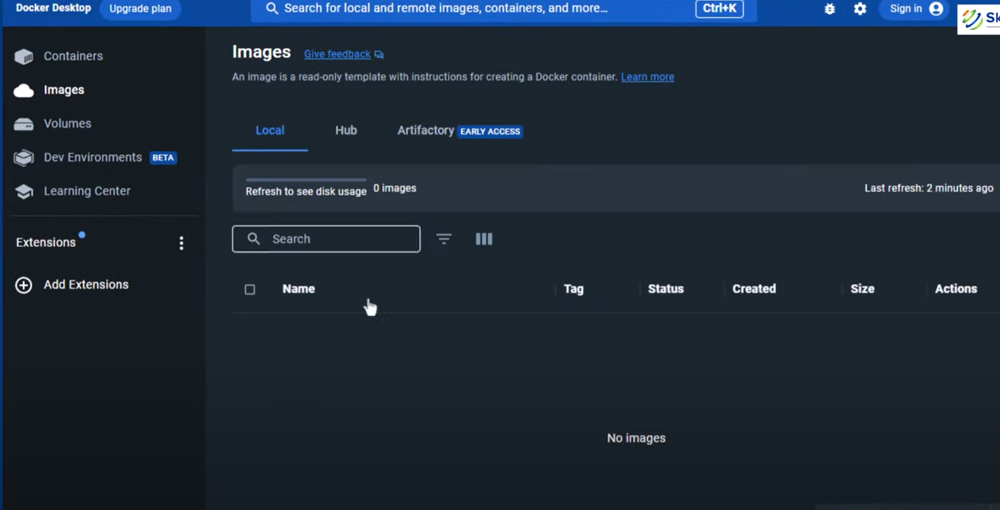 Docker Desktop
Upgrade plan
Search for local and remote images, containers, and more...
Ctrl+K
Sign in
Containers
Images
Volumes
Dev Environments BETA
Learning Center
Extensions
Add Extensions
Images Give feedback
An image is a read-only template with instructions for creating a Docker container. Learn more
Local
Hub
Artifactory EARLY ACCESS
Refresh to see disk usage
0 images
Last refresh: 2 minutes ago
Search
Name
Tag
Status
Created
Size
Actions
No images